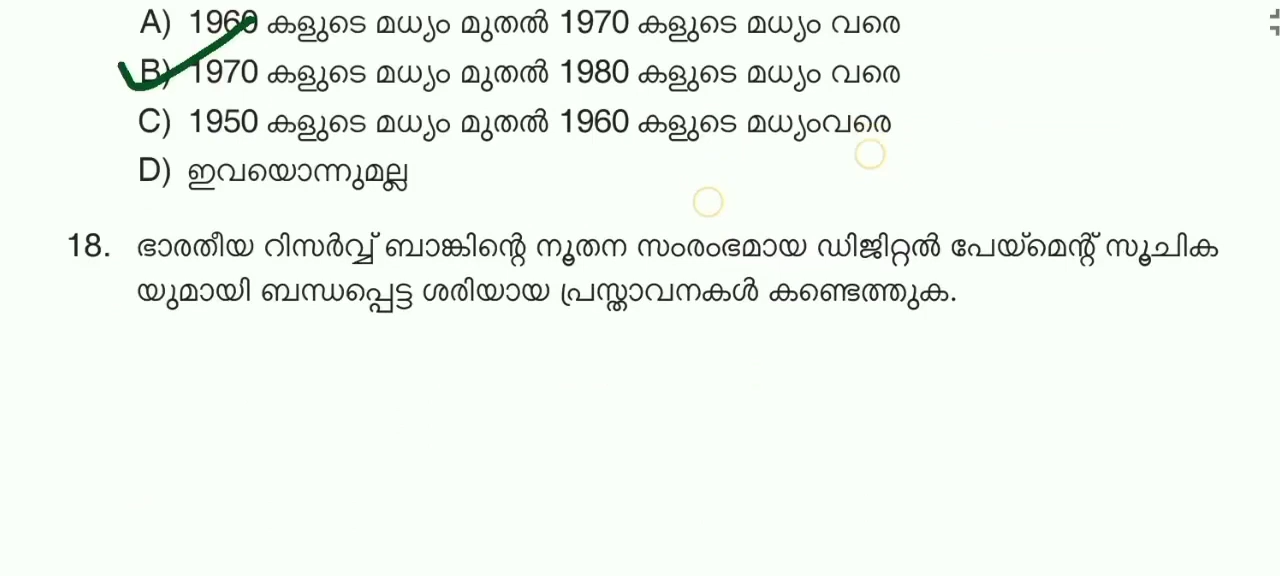 A) 1960 കളുടെ മധ്യം മുതൽ 1970 കളുടെ മധ്യം വരെ
B) 1970 കളുടെ മധ്യം മുതൽ 1980 കളുടെ മധ്യം വരെ
C) 1950 കളുടെ മധ്യം മുതൽ 1960 കളുടെ മധ്യംവരെ
D) ഇവയൊന്നുമല്ല
18. ഭാരതീയ റിസർവ്വ് ബാങ്കിന്റെ നൂതന സംരംഭമായ ഡിജിറ്റൽ പേയ്മെന്റ് സൂചിക
യുമായി ബന്ധപ്പെട്ട ശരിയായ പ്രസ്താവനകൾ കണ്ടെത്തുക.